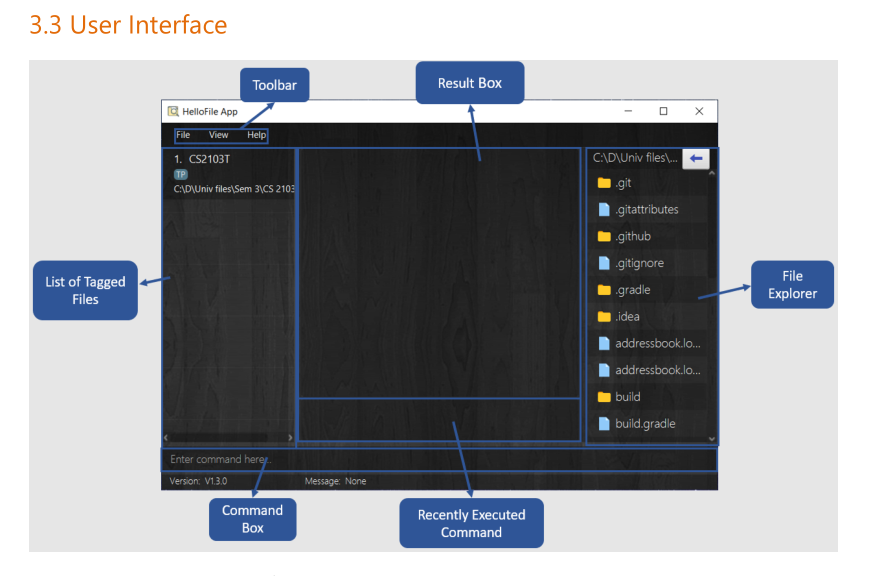 3.3 User Interface
Toolbar
Result Box
HelloFile App
File View Help
1. CS2103T
TP
C:\D\Univ files\Sem 3\CS 2103
C:\D\Univ files\...
.git
.gitattributes
.github
.gitignore
.gradle
.idea
addressbook.lo...
addressbook.lo...
build
build.gradle
List of Tagged
Files
File
Explorer
Enter command here...
Version: V1.3.0
Message: None
Command
Box
Recently Executed
Command